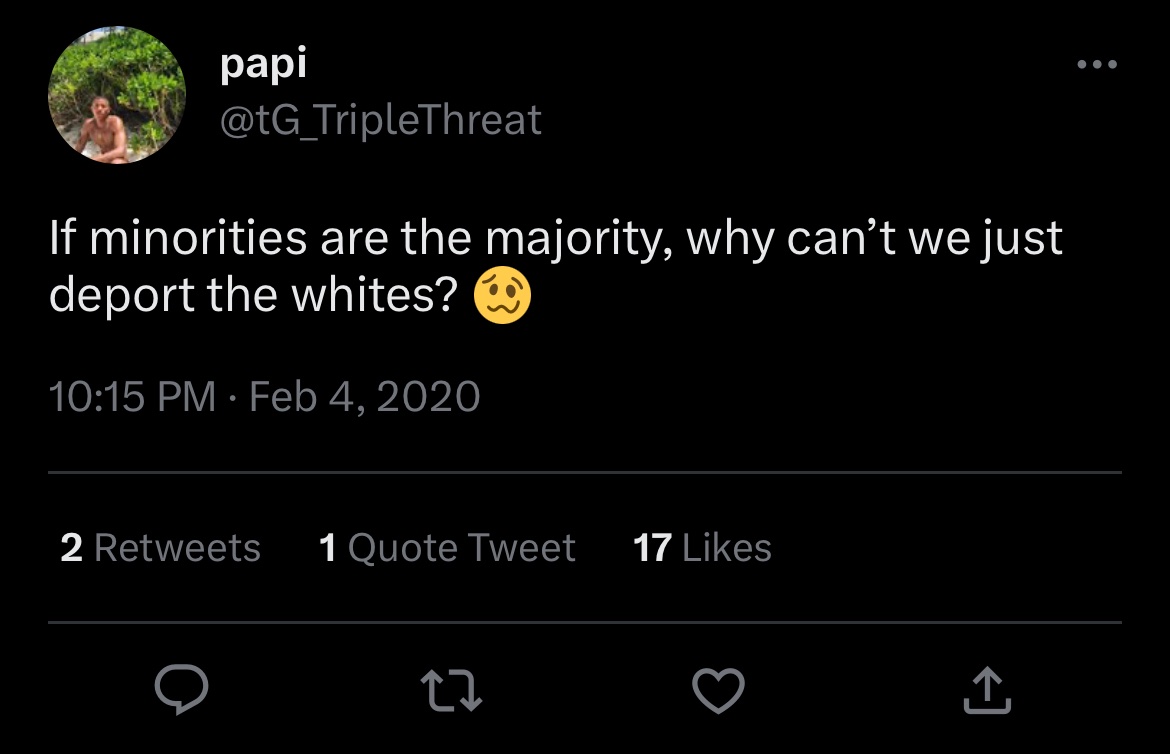 papi
@tG_TripleThreat
If minorities are the majority, why can’t we just
deport the whites? 🥴
10:15 PM · Feb 4, 2020
2 Retweets 1 Quote Tweet 17 Likes